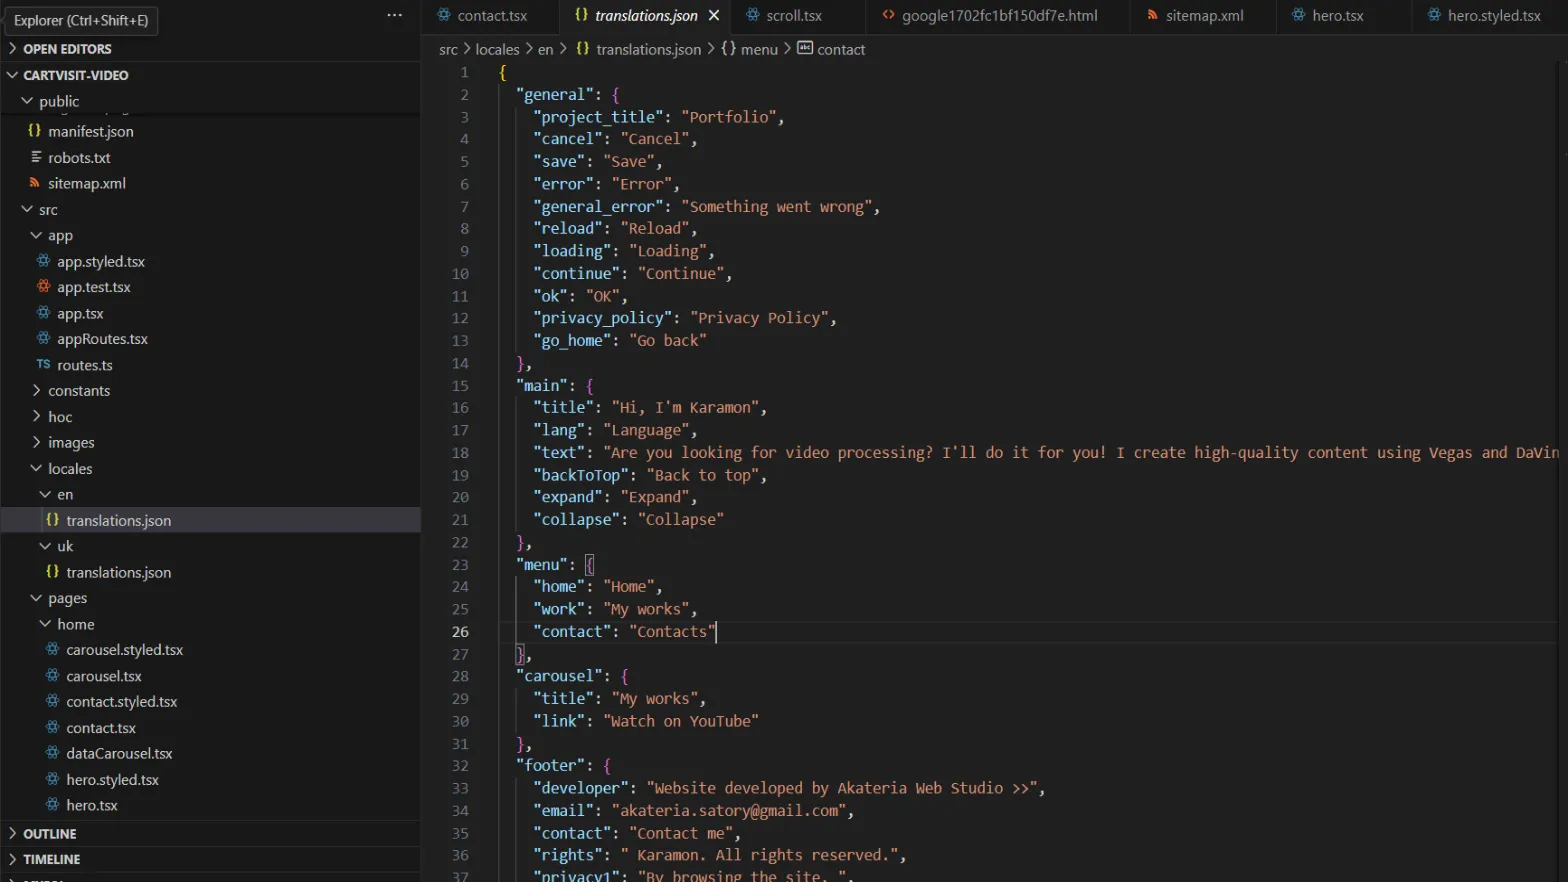 Explorer (Ctrl+Shift+E)
OPEN EDITORS
CARTVISIT-VIDEO
public
manifest.json
robots.txt
sitemap.xml
src
app
app.styled.tsx
app.test.tsx
app.tsx
appRoutes.tsx
TS routes.ts
constants
hoc
images
locales
en
translations.json
uk
translations.json
pages
home
carousel.styled.tsx
carousel.tsx
contact.styled.tsx
contact.tsx
dataCarousel.tsx
hero.styled.tsx
hero.tsx
OUTLINE
TIMELINE
contact.tsx {} translations.json × scroll.tsx <> google1702fc1bf150df7e.html sitemap.xml hero.tsx hero.styled.tsx
src > locales > en > {} translations.json > {} menu > abc contact
1 {
2 "general": {
3 "project_title": "Portfolio",
4 "cancel": "Cancel",
5 "save": "Save",
6 "error": "Error",
7 "general_error": "Something went wrong",
8 "reload": "Reload",
9 "loading": "Loading",
10 "continue": "Continue",
11 "ok": "OK",
12 "privacy_policy": "Privacy Policy",
13 "go_home": "Go back"
14 },
15 "main": {
16 "title": "Hi, I'm Karamon",
17 "lang": "Language",
18 "text": "Are you looking for video processing? I'll do it for you! I create high-quality content using Vegas and DaVin
19 "backToTop": "Back to top",
20 "expand": "Expand",
21 "collapse": "Collapse"
22 },
23 "menu": {
24 "home": "Home",
25 "work": "My works",
26 "contact": "Contacts"
27 },
28 "carousel": {
29 "title": "My works",
30 "link": "Watch on YouTube"
31 },
32 "footer": {
33 "developer": "Website developed by Akateria Web Studio >>",
34 "email": "akateria.satory@gmail.com",
35 "contact": "Contact me",
36 "rights": " Karamon. All rights reserved.",
37 "privacy1": "By browsing the site, ",